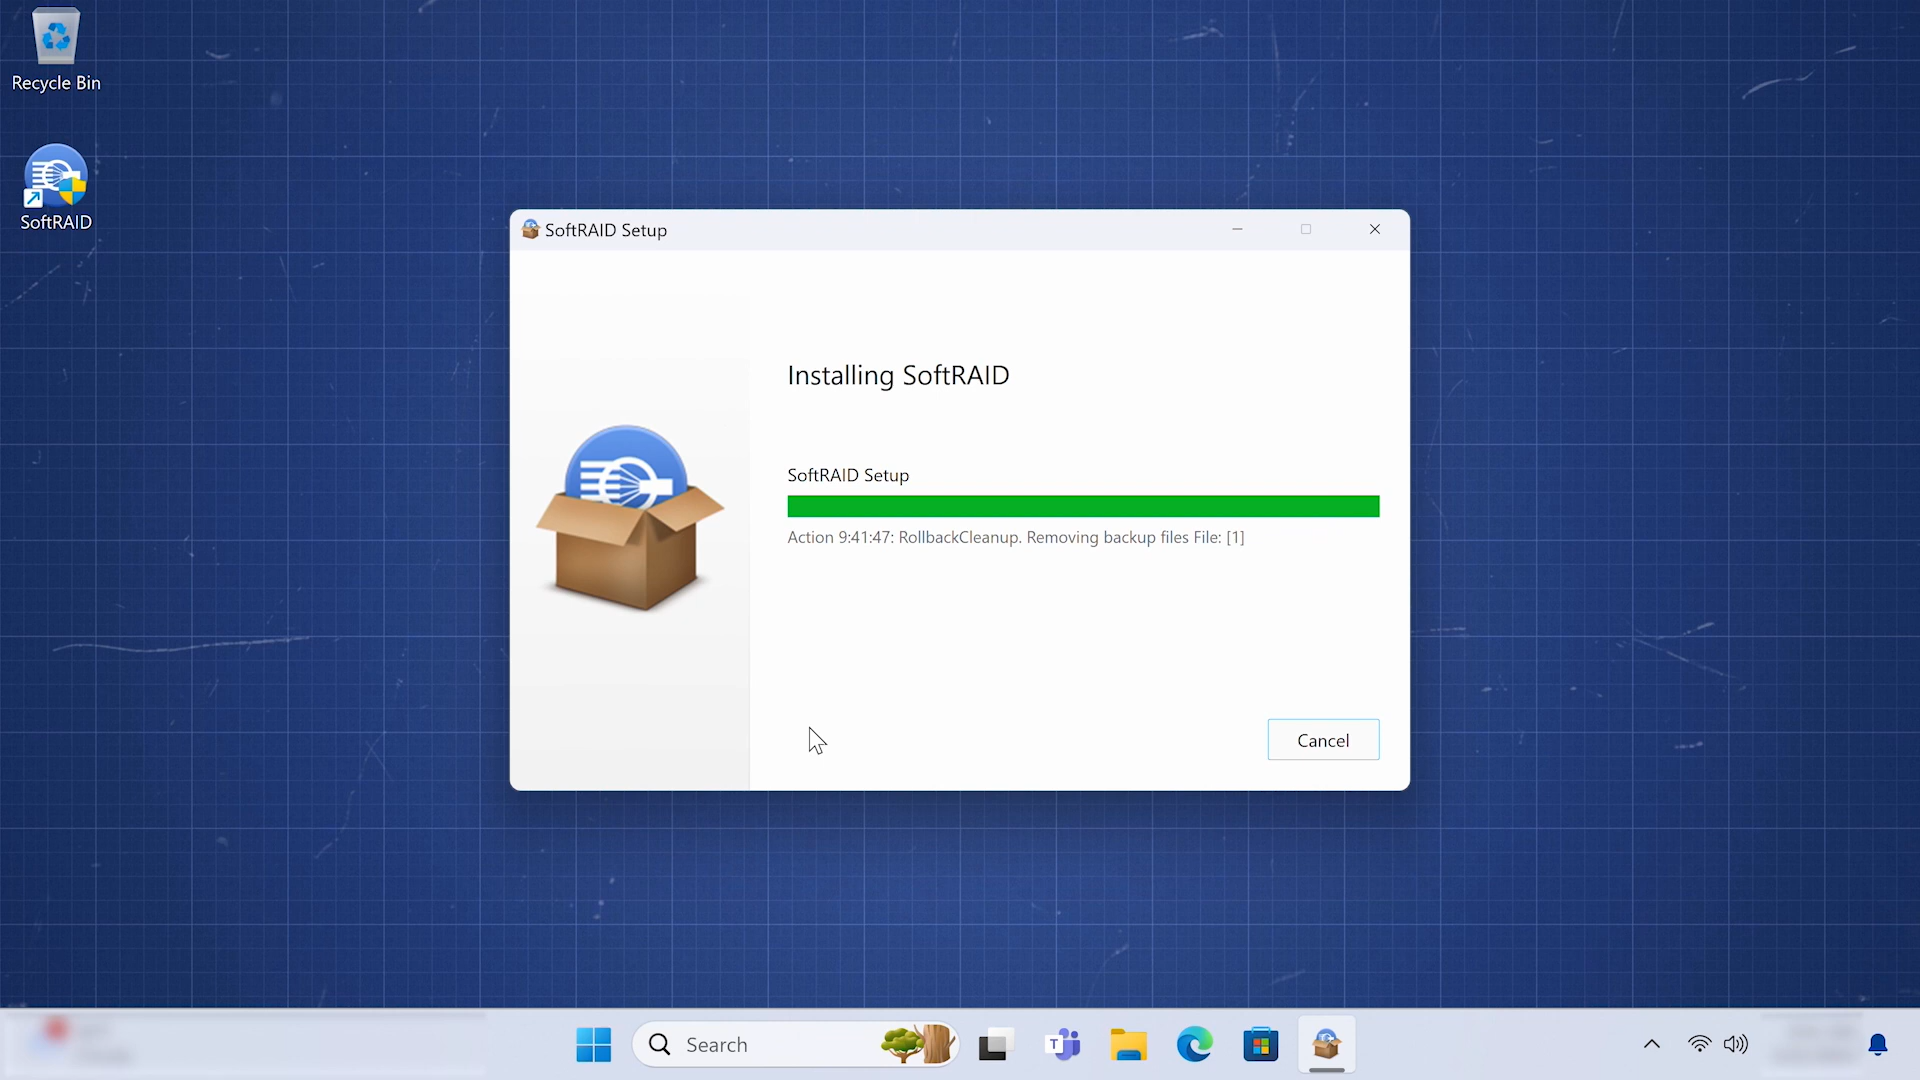 Recycle Bin
SoftRAID
SoftRAID Setup
Installing SoftRAID
SoftRAID Setup
Action 9:41:47: RollbackCleanup. Removing backup files File: [1]
Cancel
Search
T